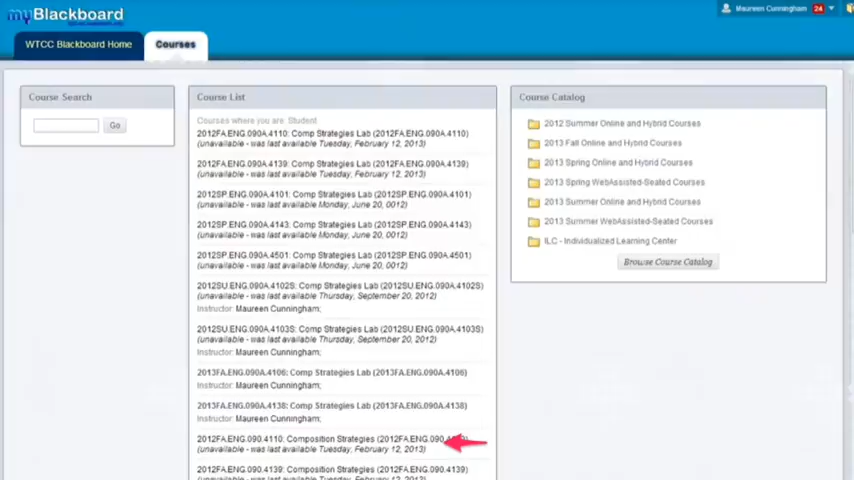 myBlackboard
Maureen Cunningham 24
WTCC Blackboard Home
Courses
Course Search
Go
Course List
Courses where you are: Student
2012FA.ENG.090A.4110: Comp Strategies Lab (2012FA.ENG.090A.4110)
(unavailable - was last available Tuesday, February 12, 2013)
2012FA.ENG.090A.4139: Comp Strategies Lab (2012FA.ENG.090A.4139)
(unavailable - was last available Tuesday, February 12, 2013)
2012SP.ENG.090A.4101: Comp Strategies Lab (2012SP.ENG.090A.4101)
(unavailable - was last available Monday, June 20, 0012)
2012SP.ENG.090A.4143: Comp Strategies Lab (2012SP.ENG.090A.4143)
(unavailable - was last available Monday, June 20, 0012)
2012SP.ENG.090A.4501: Comp Strategies Lab (2012SP.ENG.090A.4501)
(unavailable - was last available Monday, June 20, 0012)
2012SU.ENG.090A.4102S: Comp Strategies Lab (2012SU.ENG.090A.4102S)
(unavailable - was last available Thursday, September 20, 2012)
Instructor: Maureen Cunningham;
2012SU.ENG.090A.4103S: Comp Strategies Lab (2012SU.ENG.090A.4103S)
(unavailable - was last available Thursday, September 20, 2012)
Instructor: Maureen Cunningham;
2013FA.ENG.090A.4106: Comp Strategies Lab (2013FA.ENG.090A.4106)
Instructor: Maureen Cunningham;
2013FA.ENG.090A.4138: Comp Strategies Lab (2013FA.ENG.090A.4138)
Instructor: Maureen Cunningham;
2012FA.ENG.090.4110: Composition Strategies
(unavailable - was last available Tuesday, February 12, 2013)
2012FA.ENG.090.4139: Composition Strategies (2012FA.ENG.090.4139)
Course Catalog
2012 Summer Online and Hybrid Courses
2013 Fall Online and Hybrid Courses
2013 Spring Online and Hybrid Courses
2013 Spring WebAssisted-Seated Courses
2013 Summer Online and Hybrid Courses
2013 Summer WebAssisted-Seated Courses
ILC - Individualized Learning Center
Browse Course Catalog